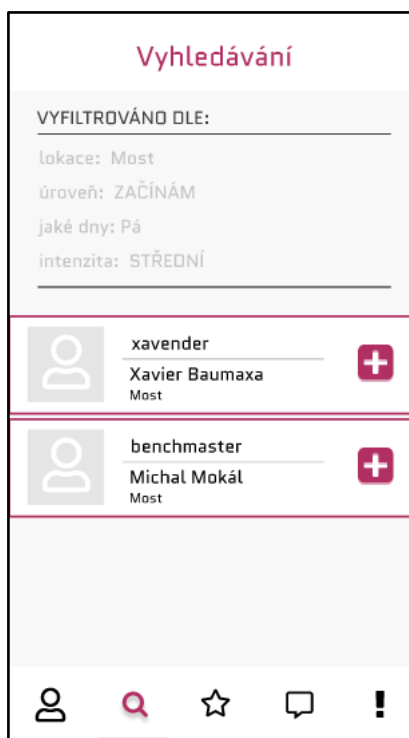 Vyhledávání
VYFILTROVÁNO DLE:
lokace: Most
úroveň: ZAČÍNÁM
jaké dny: Pá
intenzita: STŘEDNÍ
xavender
Xavier Baumaxa
Most
benchmaster
Michal Mokál
Most